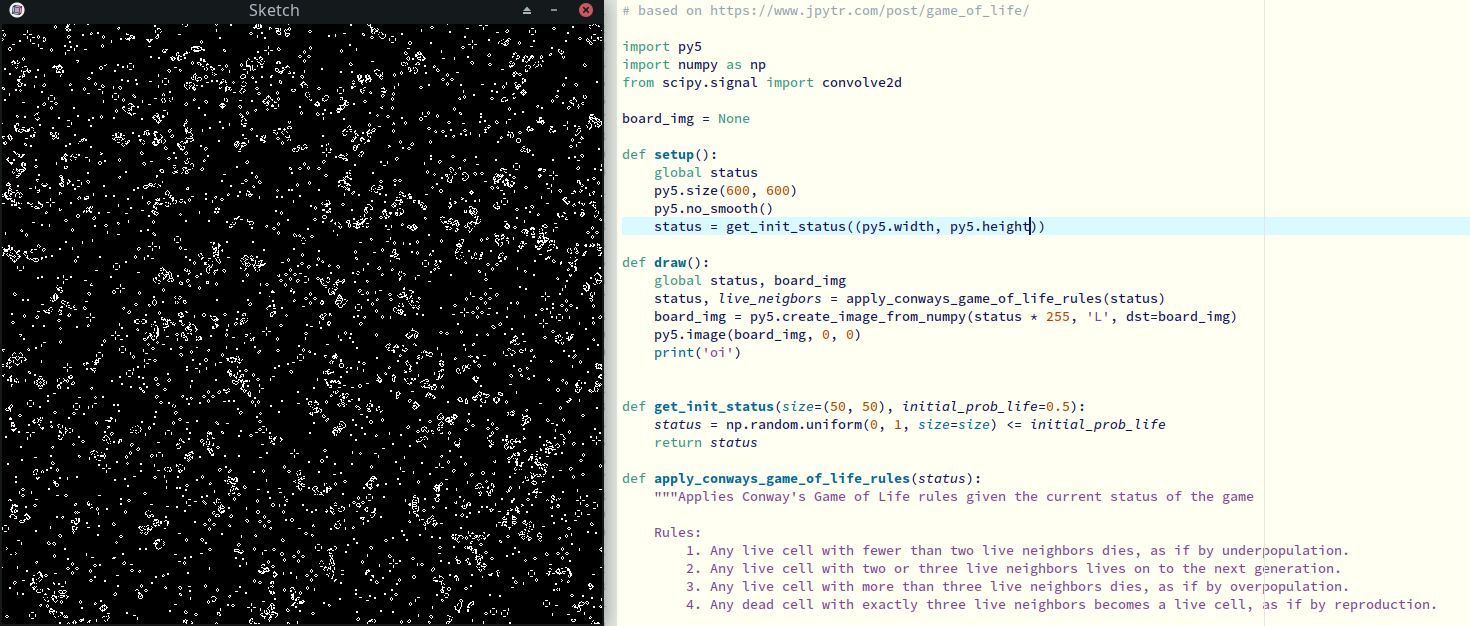 Sketch
# based on https://www.jpytr.com/post/game_of_life/
import py5
import numpy as np
from scipy.signal import convolve2d
board_img = None
def setup():
    global status
    py5.size(600, 600)
    py5.no_smooth()
    status = get_init_status((py5.width, py5.height))
def draw():
    global status, board_img
    status, live_neigbors = apply_conways_game_of_life_rules(status)
    board_img = py5.create_image_from_numpy(status * 255, 'L', dst=board_img)
    py5.image(board_img, 0, 0)
    print('oi')
def get_init_status(size=(50, 50), initial_prob_life=0.5):
    status = np.random.uniform(0, 1, size=size) <= initial_prob_life
    return status
def apply_conways_game_of_life_rules(status):
    """Applies Conway's Game of Life rules given the current status of the game
    Rules:
        1. Any live cell with fewer than two live neighbors dies, as if by underpopulation.
        2. Any live cell with two or three live neighbors lives on to the next generation.
        3. Any live cell with more than three live neighbors dies, as if by overpopulation.
        4. Any dead cell with exactly three live neighbors becomes a live cell, as if by reproduction.